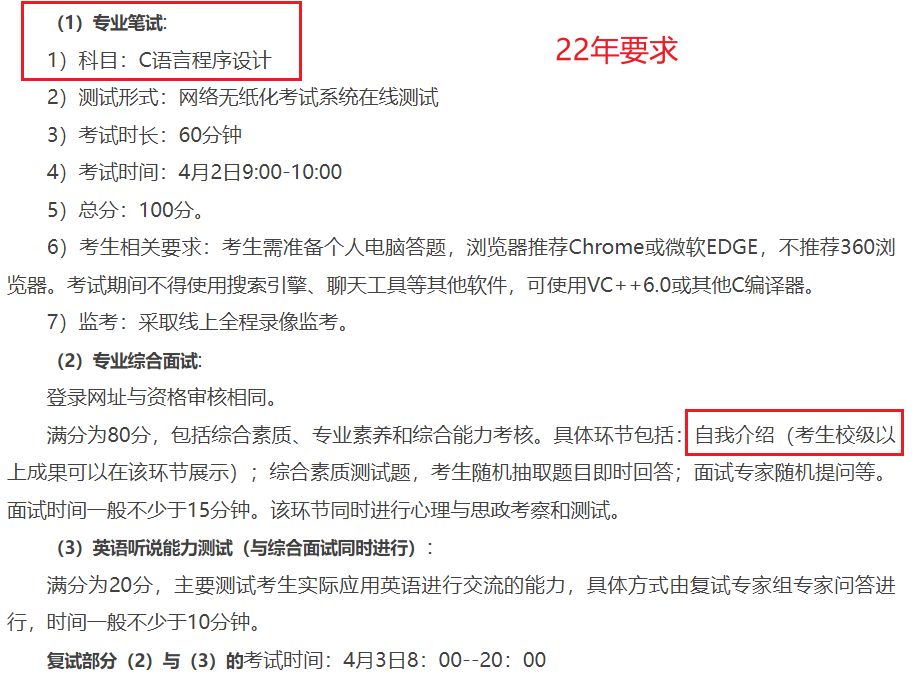 （1）专业笔试:
22年要求
1）科目：C语言程序设计
2）测试形式：网络无纸化考试系统在线测试
3）考试时长：60分钟
4）考试时间：4月2日9:00-10:00
5）总分：100分。
6）考生相关要求：考生需准备个人电脑答题，浏览器推荐Chrome或微软EDGE，不推荐360浏
览器。考试期间不得使用搜索引擎、聊天工具等其他软件，可使用VC++6.0或其他C编译器。
7）监考：采取线上全程录像监考。
（2）专业综合面试:
登录网址与资格审核相同。
满分为80分，包括综合素质、专业素养和综合能力考核。具体环节包括：自我介绍（考生校级以
上成果可以在该环节展示）；综合素质测试题，考生随机抽取题目即时回答；面试专家随机提问等。
面试时间一般不少于15分钟。该环节同时进行心理与思政考察和测试。
（3）英语听说能力测试（与综合面试同时进行）：
满分为20分，主要测试考生实际应用英语进行交流的能力，具体方式由复试专家组专家问答进
行，时间一般不少于10分钟。
复试部分（2）与（3）的考试时间：4月3日8：00--20：00